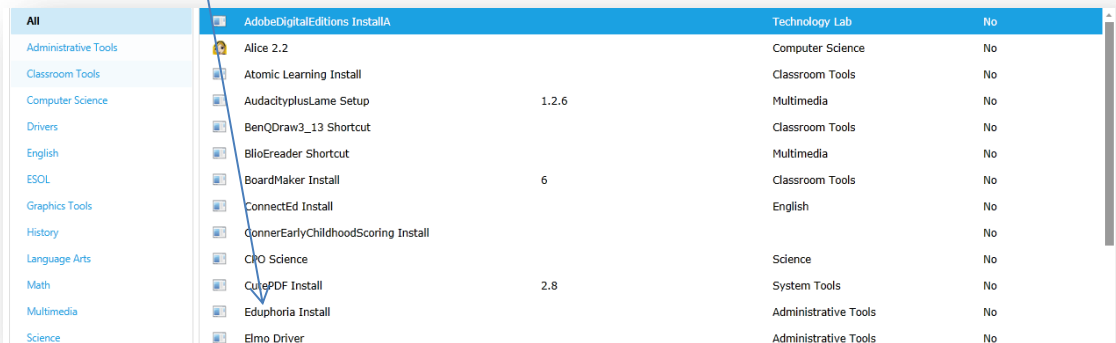 All
Administrative Tools
Classroom Tools
Computer Science
Drivers
English
ESOL
Graphics Tools
History
Language Arts
Math
Multimedia
Science
AdobeDigitalEditions InstallA Technology Lab No
Alice 2.2 Computer Science No
Atomic Learning Install Classroom Tools No
AudacityplusLame Setup 1.2.6 Multimedia No
BenQDraw3_13 Shortcut Classroom Tools No
BlioEreader Shortcut Multimedia No
BoardMaker Install 6 Classroom Tools No
ConnectEd Install English No
ConnerEarlyChildhoodScoring Install No
CPO Science Science No
CutePDF Install 2.8 System Tools No
Eduphoria Install Administrative Tools No
Elmo Driver Administrative Tools No